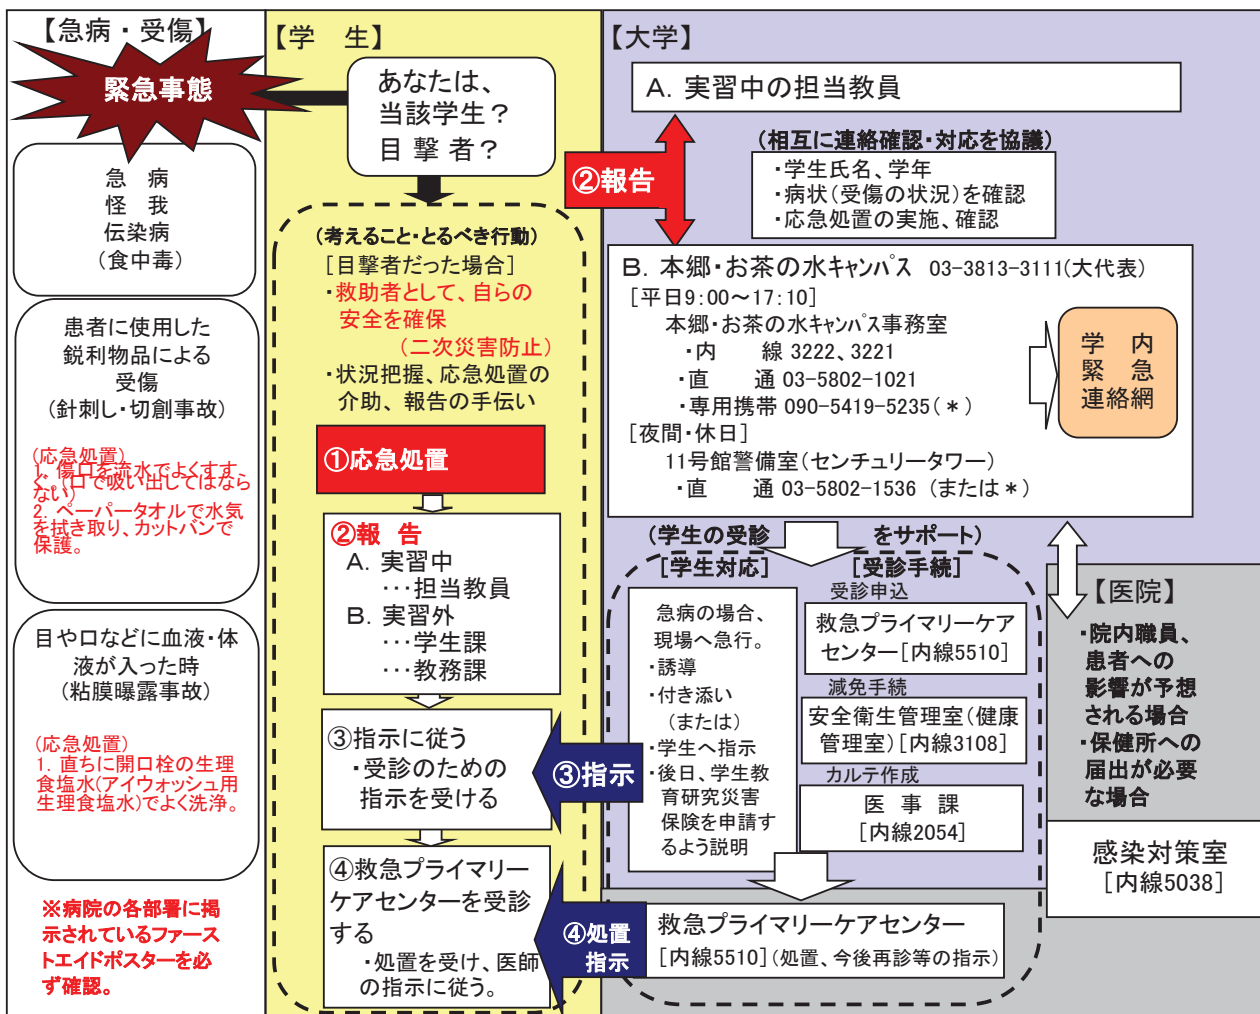 【急病・受傷】
緊急事態
急　病
怪　我
伝染病
(食中毒)
患者に使用した
鋭利物品による
受傷
(針刺し・切創事故)
(応急処置)
1. 傷口を流水でよくすす
ぐ。(口で吸い出してはなら
ない)
2. ペーパータオルで水気
を拭き取り、カットバンで
保護。
目や口などに血液・体
液が入った時
(粘膜曝露事故)
(応急処置)
1. 直ちに開口栓の生理
食塩水(アイウォッシュ用
生理食塩水)でよく洗浄。
※病院の各部署に掲
示されているファース
トエイドポスターを必
ず確認。
【学　生】
あなたは、
当該学生？
目 撃 者？
(考えること・とるべき行動)
[目撃者だった場合]
・救助者として、自らの
安全を確保
(二次災害防止)
・状況把握、応急処置の
介助、報告の手伝い
①応急処置
②報 告
A. 実習中
…担当教員
B. 実習外
…学生課
…教務課
③指示に従う
・受診のための
指示を受ける
④救急プライマリー
ケアセンターを受診
する
・処置を受け、医師
の指示に従う。
【大学】
A. 実習中の担当教員
②報告
(相互に連絡確認・対応を協議)
・学生氏名、学年
・病状(受傷の状況)を確認
・応急処置の実施、確認
B. 本郷・お茶の水キャンパス 03-3813-3111(大代表)
[平日9:00～17:10]
本郷・お茶の水キャンパス事務室
・内　　線 3222、3221
・直　　通 03-5802-1021
・専用携帯 090-5419-5235(＊)
[夜間・休日]
11号館警備室(センチュリータワー)
・直　　通 03-5802-1536 (または＊)
学　内
緊　急
連絡網
(学生の受診　　をサポート)
[学生対応]
急病の場合、
現場へ急行。
・誘導
・付き添い
(または)
・学生へ指示
・後日、学生教
育研究災害
保険を申請す
るよう説明
[受診手続]
受診申込
救急プライマリーケア
センター[内線5510]
減免手続
安全衛生管理室(健康
管理室)[内線3108]
カルテ作成
医 事 課
[内線2054]
③指示
④処置
指示
救急プライマリーケアセンター
[内線5510](処置、今後再診等の指示)
【医院】
・院内職員、
患者への
影響が予想
される場合
・保健所への
届出が必要
な場合
感染対策室
[内線5038]